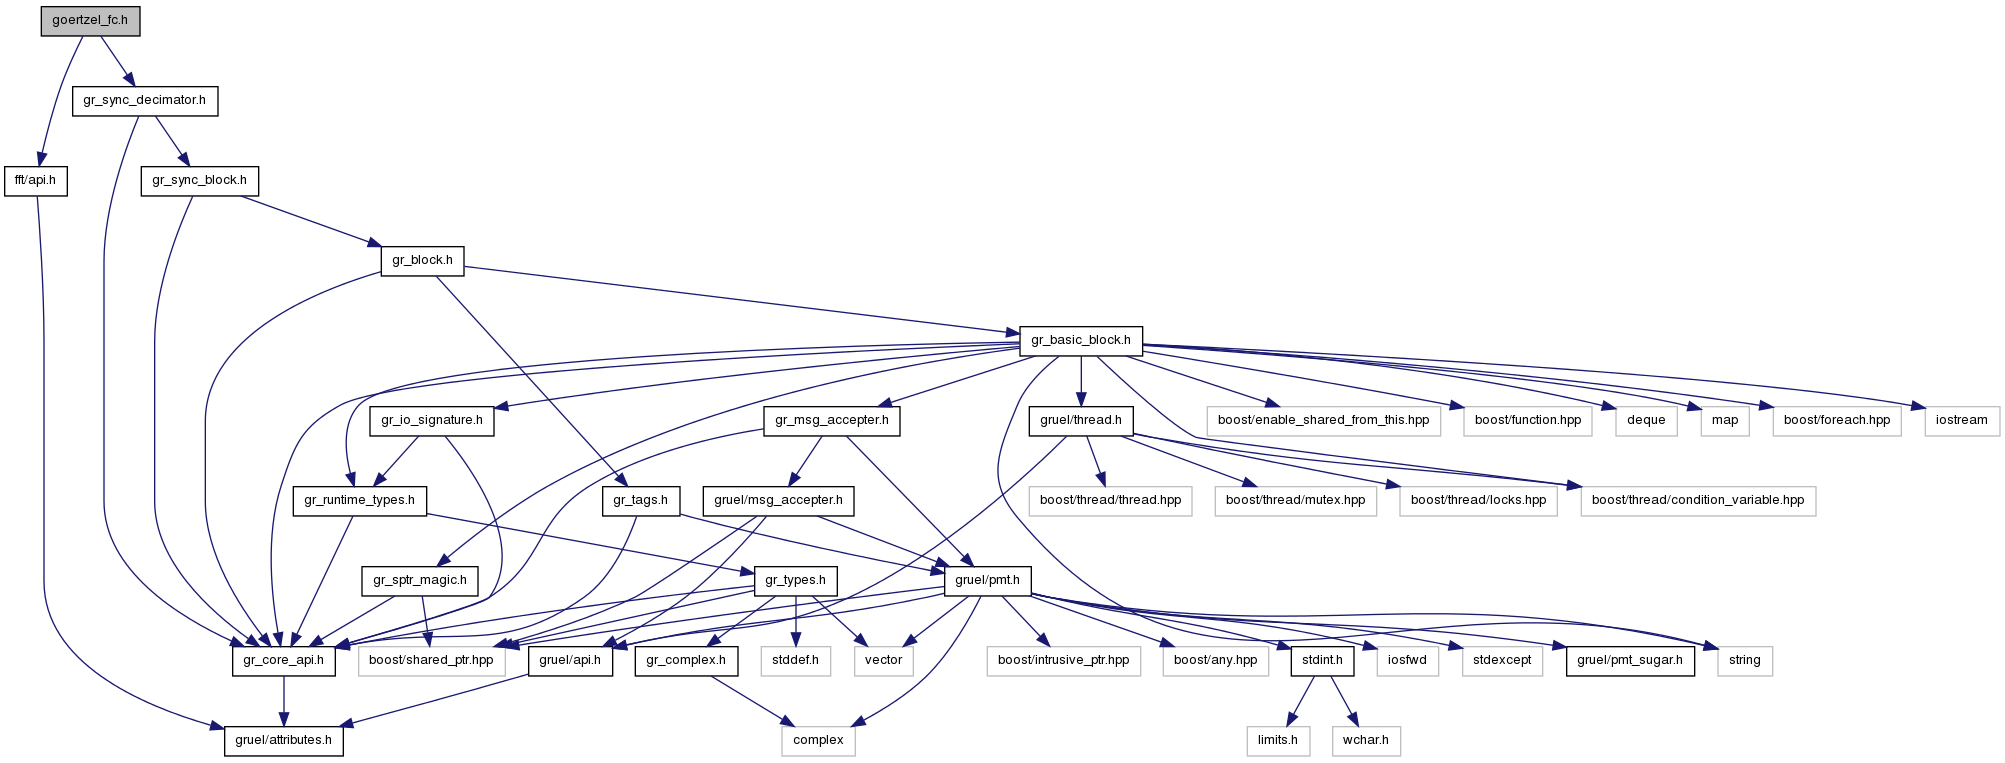 goertzel_fc.h
gr_sync_decimator.h
fft/api.h
gr_sync_block.h
gr_block.h
gr_basic_block.h
gr_io_signature.h
gr_msg_accepter.h
gruel/thread.h
boost/enable_shared_from_this.hpp
boost/function.hpp
deque
map
boost/foreach.hpp
iostream
gr_runtime_types.h
gr_tags.h
gruel/msg_accepter.h
boost/thread/thread.hpp
boost/thread/mutex.hpp
boost/thread/locks.hpp
boost/thread/condition_variable.hpp
gr_sptr_magic.h
gr_types.h
gruel/pmt.h
gr_core_api.h
boost/shared_ptr.hpp
gruel/api.h
gr_complex.h
stddef.h
vector
boost/intrusive_ptr.hpp
boost/any.hpp
stdint.h
iosfwd
stdexcept
gruel/pmt_sugar.h
string
gruel/attributes.h
complex
limits.h
wchar.h